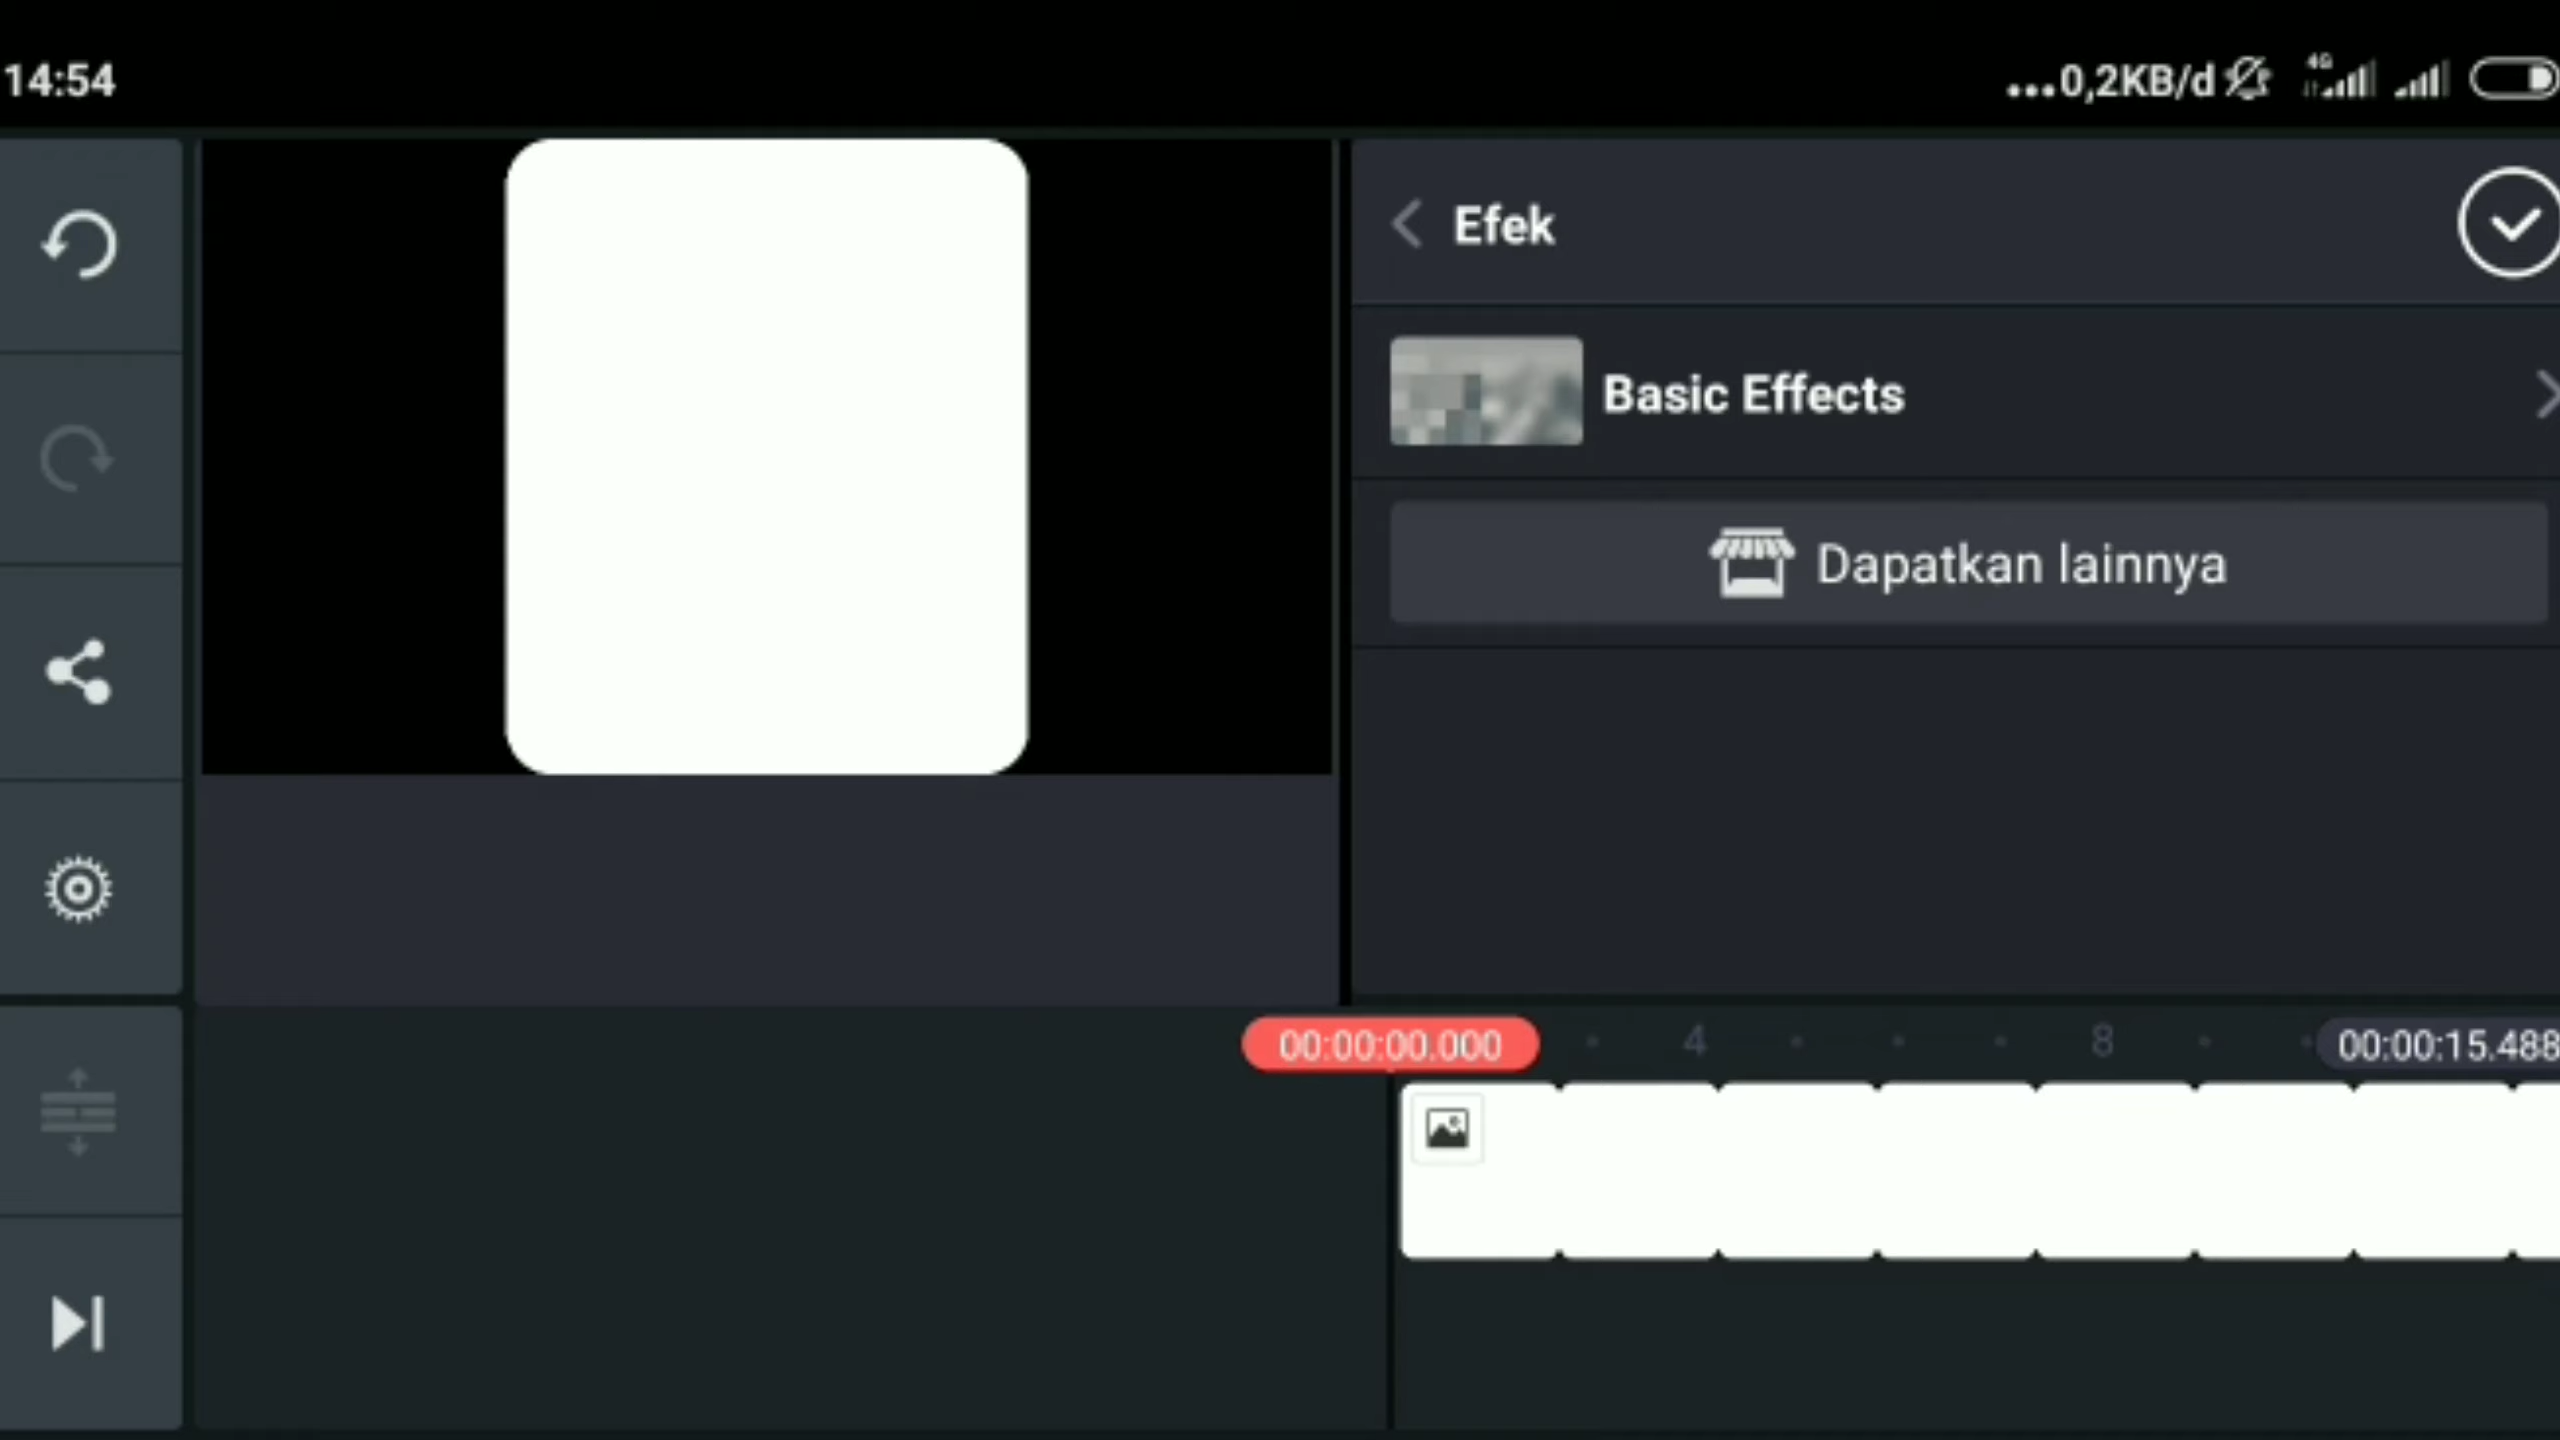 14:54
...0,2KB/d
4G
Efek
Basic Effects
Dapatkan lainnya
00:00:00.000
4
8
00:00:15.488